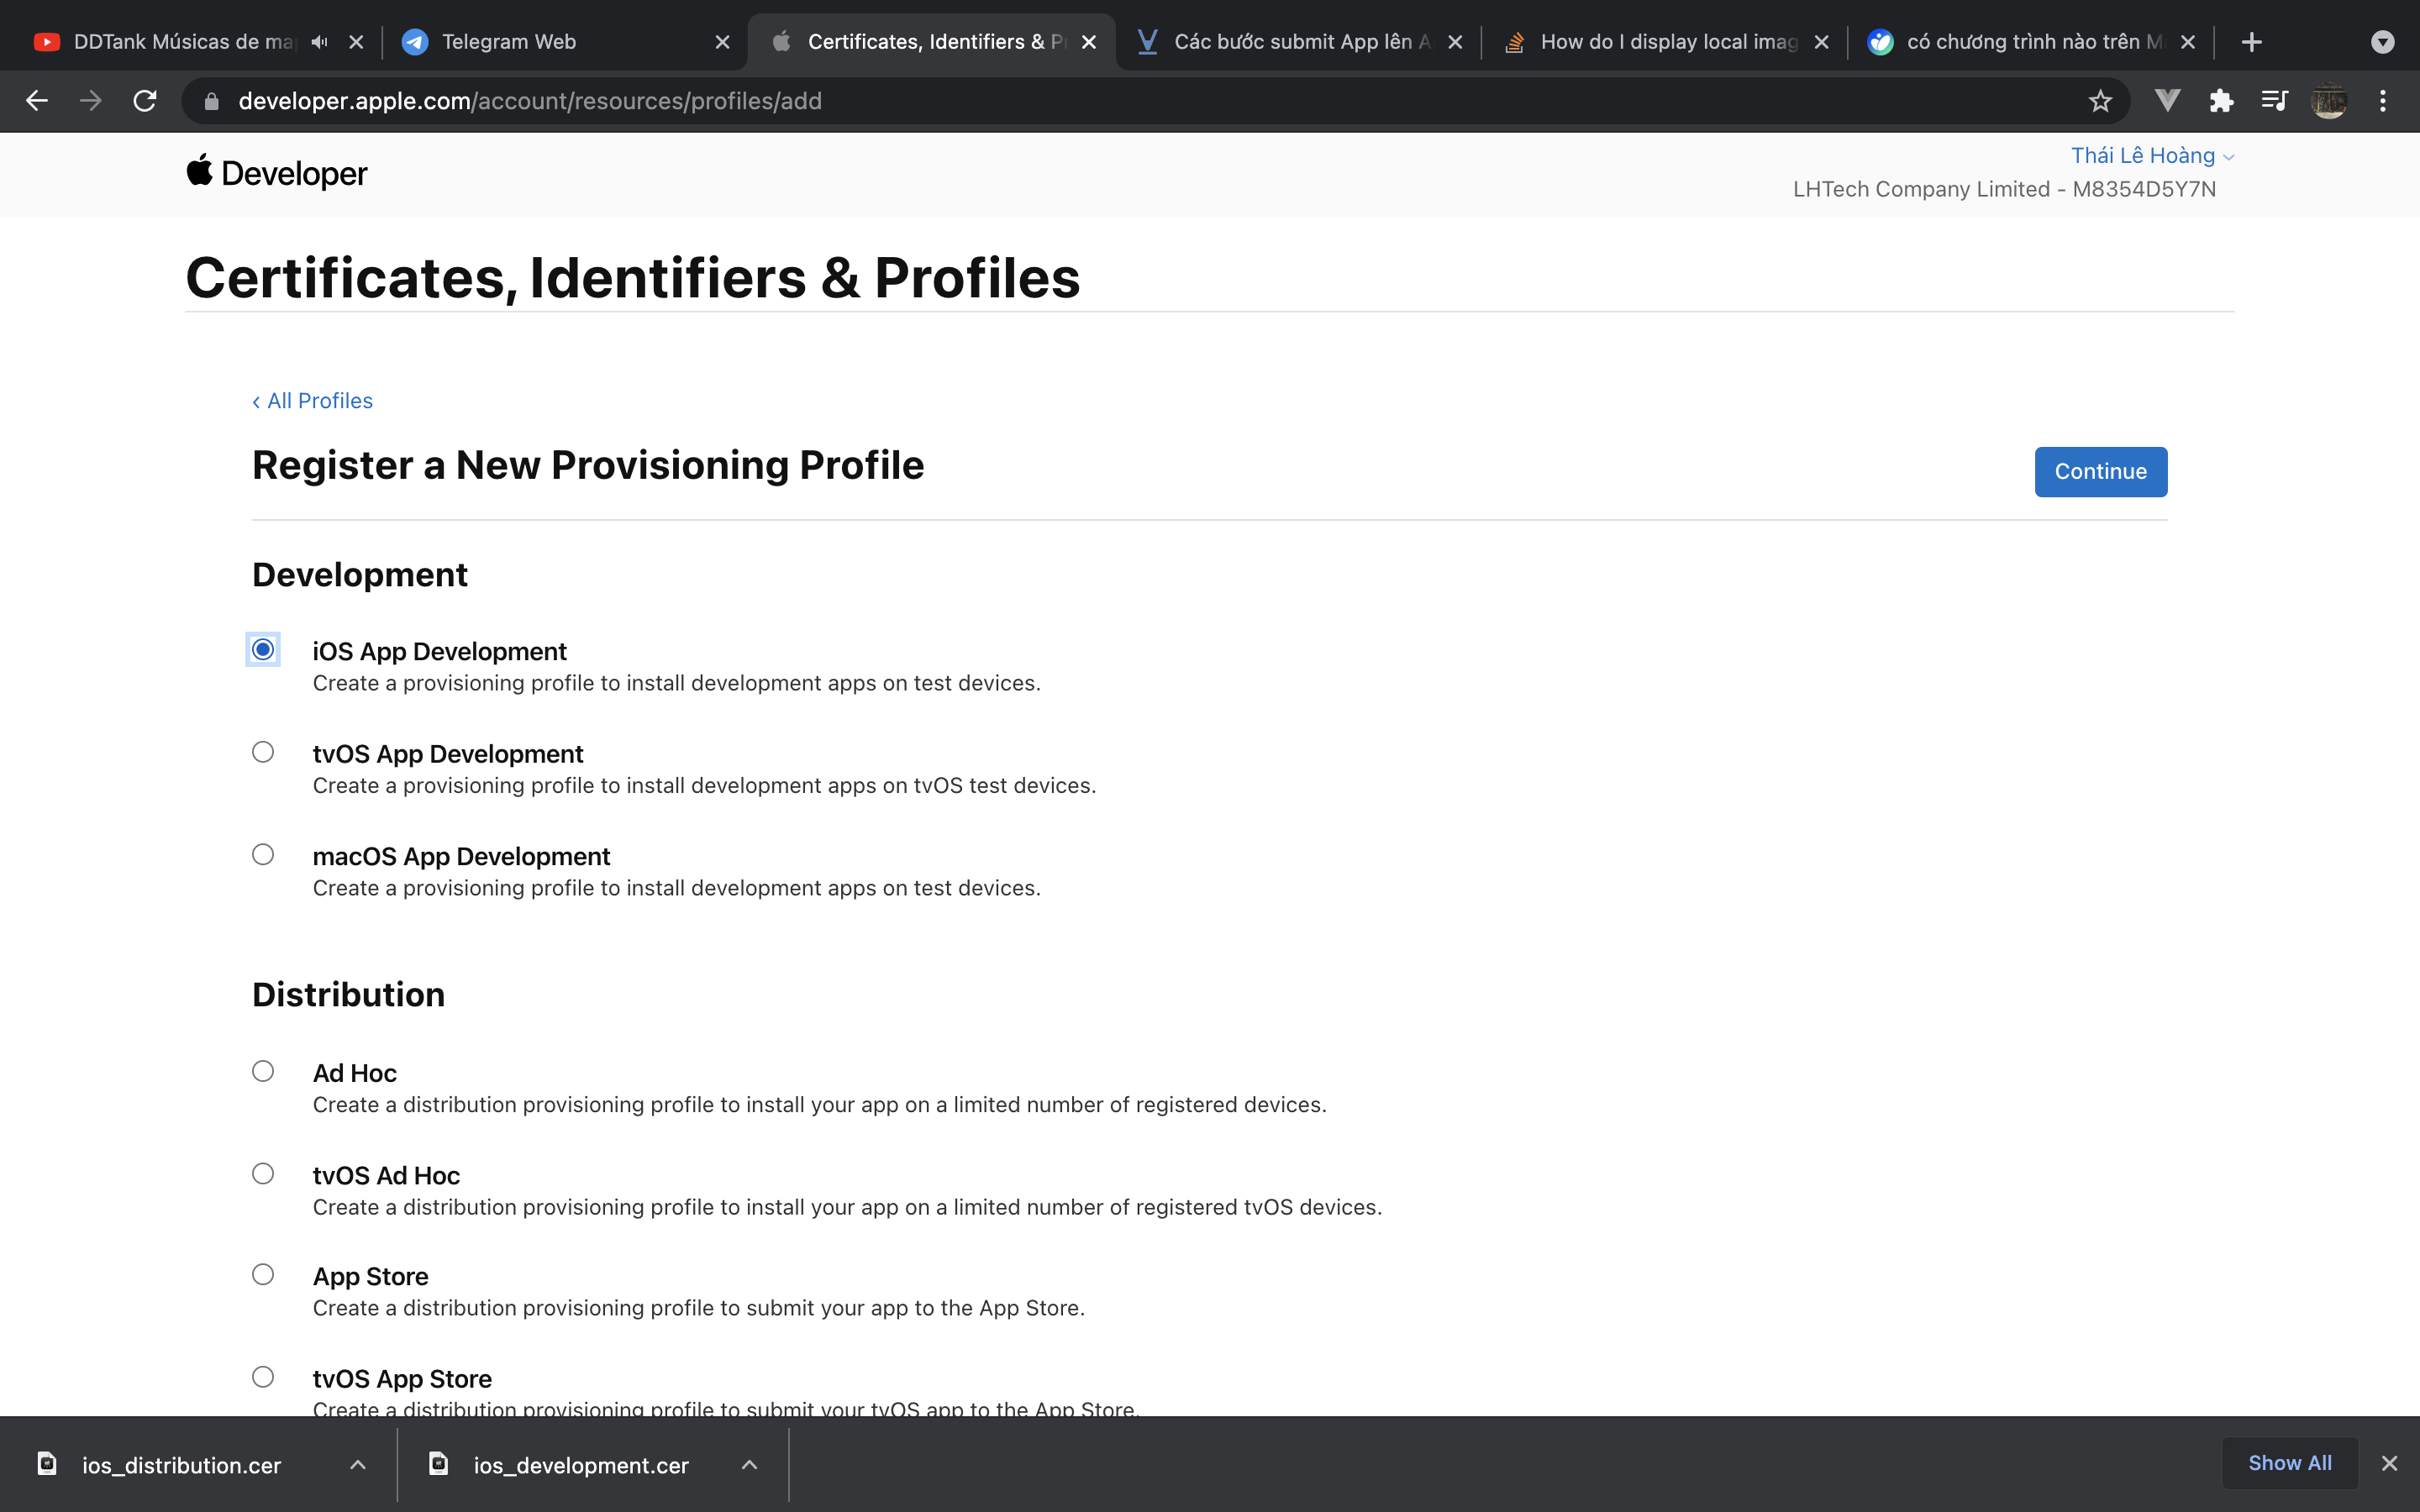 DDTank Músicas de ma
Telegram Web
Certificates, Identifiers & P
Các bước submit App lên A
How do I display local imag
có chương trình nào trên M
developer.apple.com/account/resources/profiles/add
Developer
Thái Lê Hoàng
LHTech Company Limited - M8354D5Y7N
Certificates, Identifiers & Profiles
‹ All Profiles
Register a New Provisioning Profile
Continue
Development
iOS App Development
Create a provisioning profile to install development apps on test devices.
tvOS App Development
Create a provisioning profile to install development apps on tvOS test devices.
macOS App Development
Create a provisioning profile to install development apps on test devices.
Distribution
Ad Hoc
Create a distribution provisioning profile to install your app on a limited number of registered devices.
tvOS Ad Hoc
Create a distribution provisioning profile to install your app on a limited number of registered tvOS devices.
App Store
Create a distribution provisioning profile to submit your app to the App Store.
tvOS App Store
Create a distribution provisioning profile to submit your tvOS app to the App Store.
ios_distribution.cer
ios_development.cer
Show All